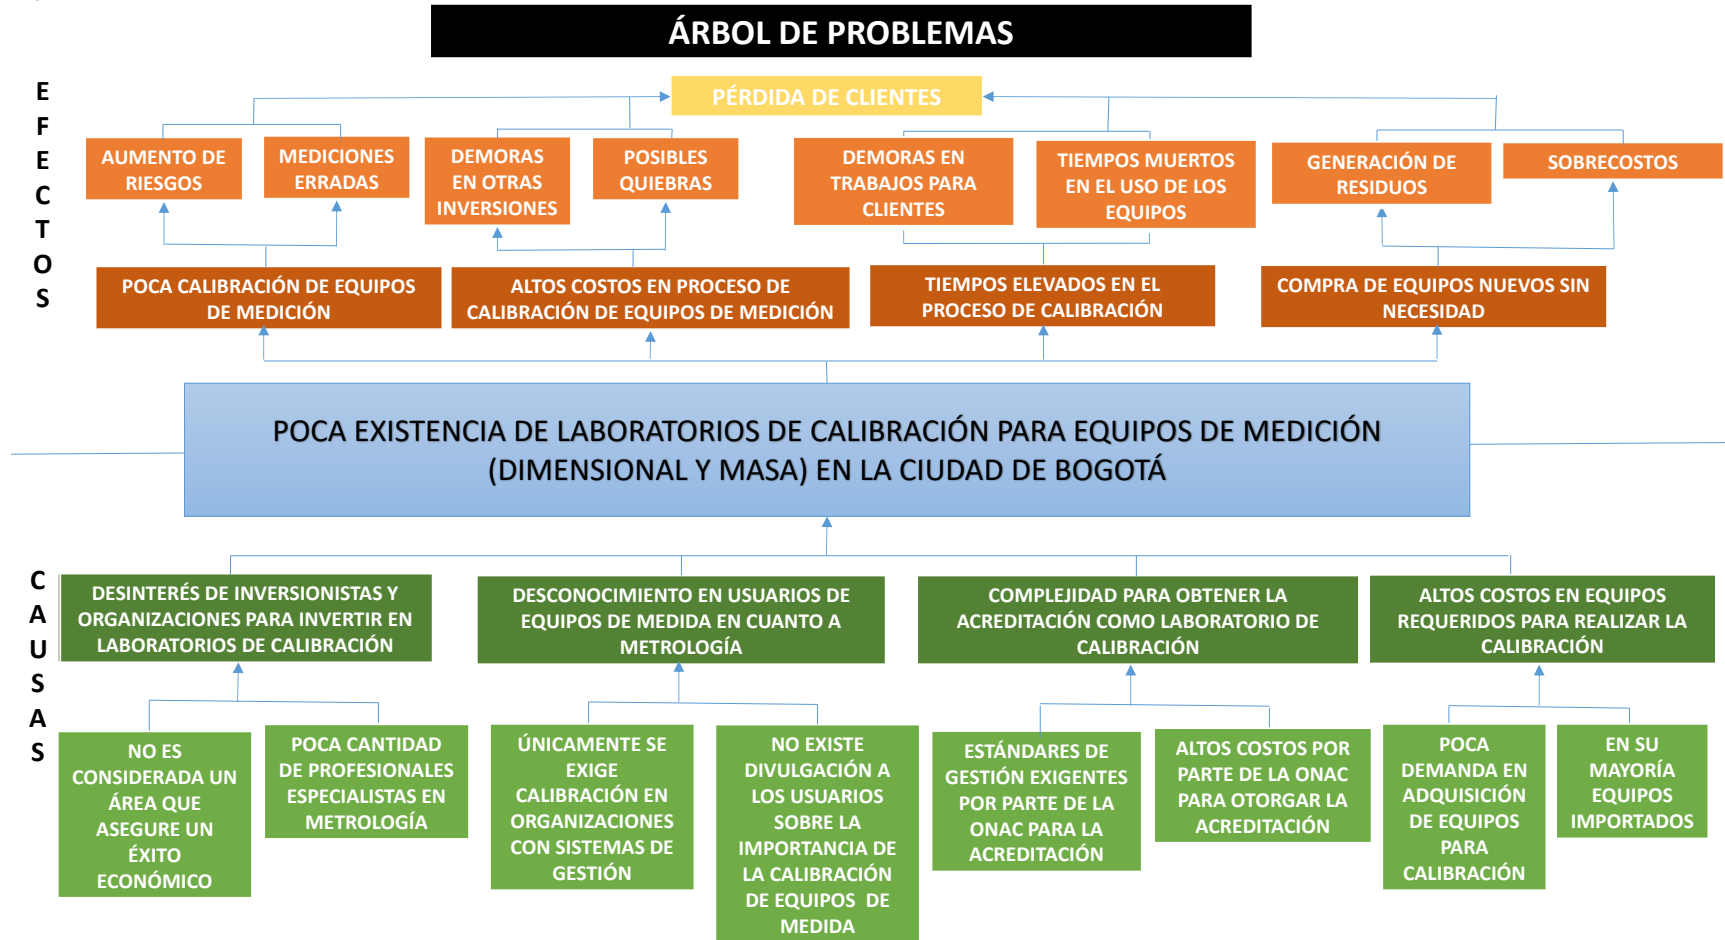 ÁRBOL DE PROBLEMAS
EFECTOS
PÉRDIDA DE CLIENTES
AUMENTO DE
RIESGOS
MEDICIONES
ERRADAS
DEMORAS
EN OTRAS
INVERSIONES
POSIBLES
QUIEBRAS
DEMORAS EN
TRABAJOS PARA
CLIENTES
TIEMPOS MUERTOS
EN EL USO DE LOS
EQUIPOS
GENERACIÓN DE
RESIDUOS
SOBRECOSTOS
POCA CALIBRACIÓN DE EQUIPOS
DE MEDICIÓN
ALTOS COSTOS EN PROCESO DE
CALIBRACIÓN DE EQUIPOS DE MEDICIÓN
TIEMPOS ELEVADOS EN EL
PROCESO DE CALIBRACIÓN
COMPRA DE EQUIPOS NUEVOS SIN
NECESIDAD
POCA EXISTENCIA DE LABORATORIOS DE CALIBRACIÓN PARA EQUIPOS DE MEDICIÓN
(DIMENSIONAL Y MASA) EN LA CIUDAD DE BOGOTÁ
CAUSAS
DESINTERÉS DE INVERSIONISTAS Y
ORGANIZACIONES PARA INVERTIR EN
LABORATORIOS DE CALIBRACIÓN
DESCONOCIMIENTO EN USUARIOS DE
EQUIPOS DE MEDIDA EN CUANTO A
METROLOGÍA
COMPLEJIDAD PARA OBTENER LA
ACREDITACIÓN COMO LABORATORIO DE
CALIBRACIÓN
ALTOS COSTOS EN EQUIPOS
REQUERIDOS PARA REALIZAR LA
CALIBRACIÓN
NO ES
CONSIDERADA UN
ÁREA QUE
ASEGURE UN
ÉXITO
ECONÓMICO
POCA CANTIDAD
DE PROFESIONALES
ESPECIALISTAS EN
METROLOGÍA
ÚNICAMENTE SE
EXIGE
CALIBRACIÓN EN
ORGANIZACIONES
CON SISTEMAS DE
GESTIÓN
NO EXISTE
DIVULGACIÓN A
LOS USUARIOS
SOBRE LA
IMPORTANCIA DE
LA CALIBRACIÓN
DE EQUIPOS DE
MEDIDA
ESTÁNDARES DE
GESTIÓN EXIGENTES
POR PARTE DE LA
ONAC PARA LA
ACREDITACIÓN
ALTOS COSTOS POR
PARTE DE LA ONAC
PARA OTORGAR LA
ACREDITACIÓN
POCA
DEMANDA EN
ADQUISICIÓN
DE EQUIPOS
PARA
CALIBRACIÓN
EN SU
MAYORÍA
EQUIPOS
IMPORTADOS